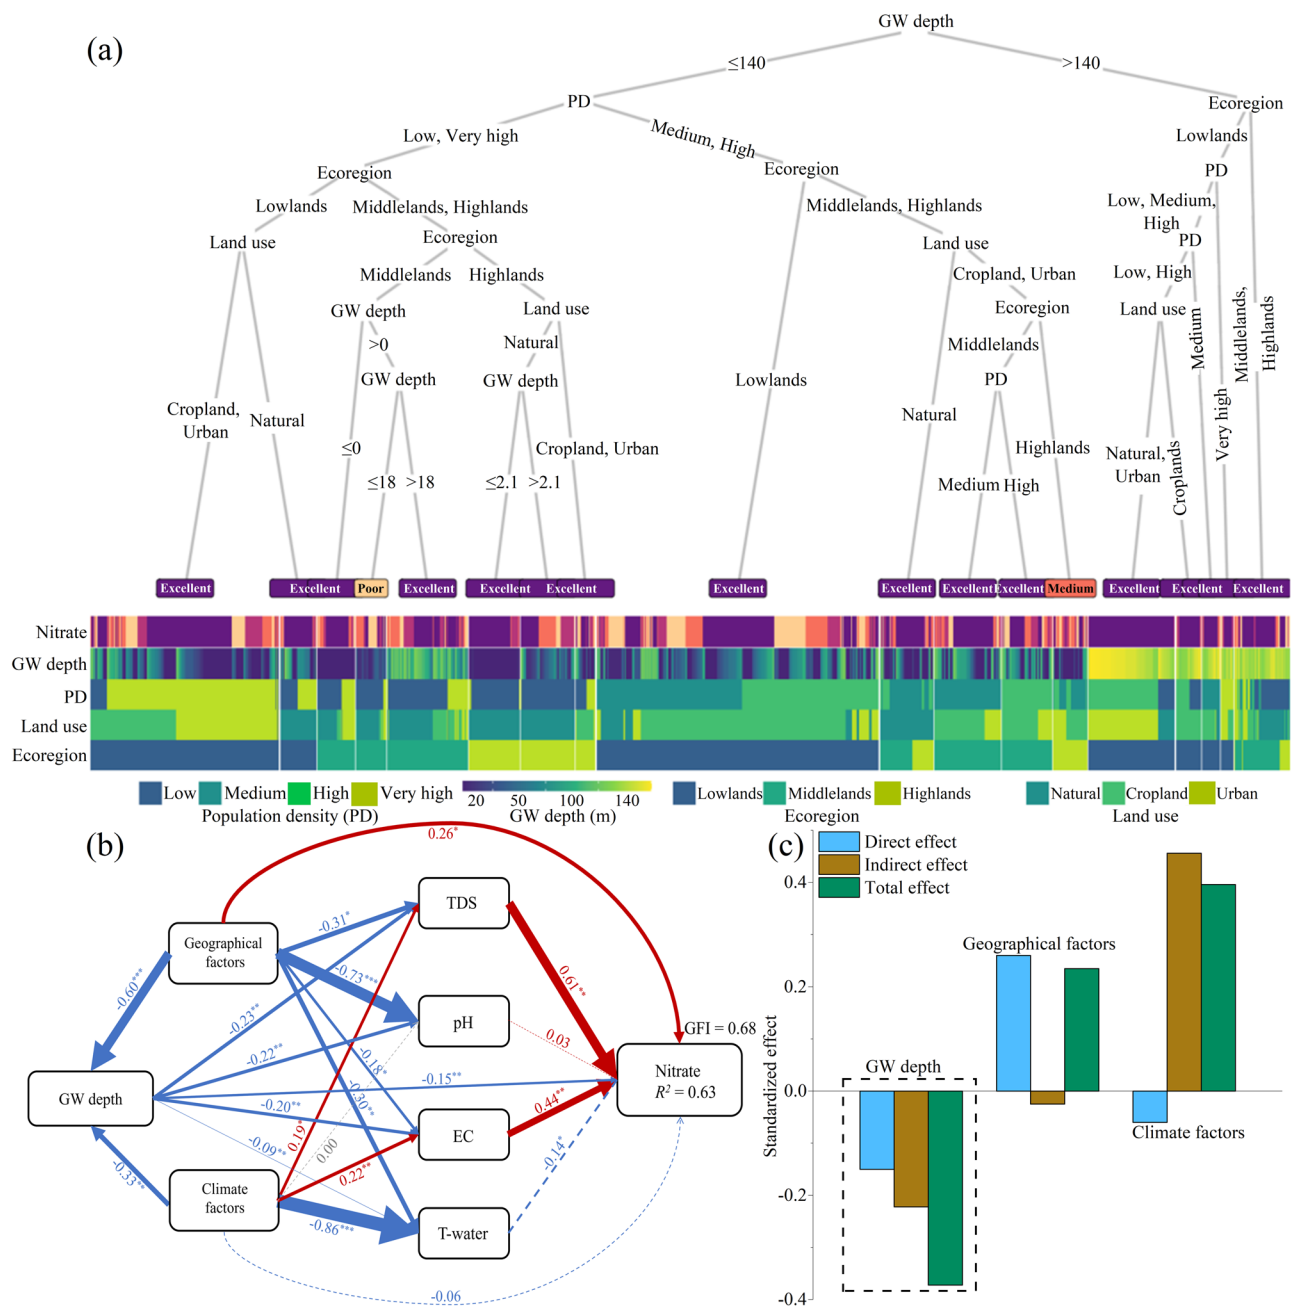 (a)
GW depth
≤140
>140
PD
Ecoregion
Low, Very high
Medium, High
Lowlands
Ecoregion
Ecoregion
PD
Lowlands
Middlelands, Highlands
Middlelands, Highlands
Low, Medium,
High
Land use
Ecoregion
Land use
PD
Middlelands
Highlands
Cropland, Urban
Low, High
GW depth
Land use
Ecoregion
Land use
>0
Natural
Middlelands
Medium
Middlelands,
Highlands
GW depth
GW depth
Lowlands
PD
Cropland,
Urban
Natural
Natural
Very high
≤0
Cropland, Urban
Highlands
Natural,
Urban
Croplands
≤18
>18
≤2.1
>2.1
Medium
High
Excellent
Excellent
Poor
Excellent
Excellent
Excellent
Excellent
Excellent
Excellent
Excellent
Medium
Excellent
Excellent
Excellent
Nitrate
GW depth
PD
Land use
Ecoregion
Low
Medium
High
Very high
Population density (PD)
20
50
100
140
GW depth (m)
Lowlands
Middlelands
Highlands
Ecoregion
Natural
Cropland
Urban
Land use
(b)
0.26*
TDS
Geographical
factors
-0.31*
-0.60***
-0.73***
0.61**
-0.23**
pH
0.03
GFI = 0.68
-0.22**
-0.18*
Nitrate
R² = 0.63
GW depth
-0.15**
-0.20**
-0.30**
EC
0.44**
0.19*
-0.09**
0.00
0.22**
-0.14*
-0.33**
Climate
factors
-0.86***
T-water
-0.06
(c)
Direct effect
Indirect effect
Total effect
0.4
0.2
0.0
-0.2
-0.4
Standardized effect
Geographical factors
GW depth
Climate factors